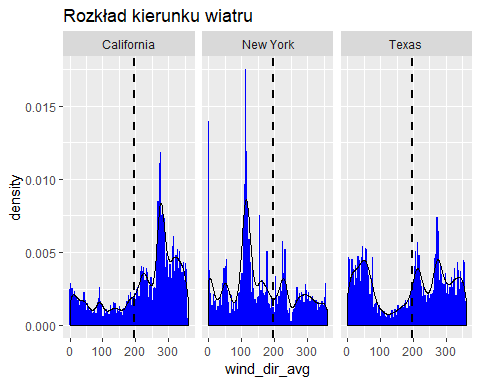 Rozkład kierunku wiatru
California New York Texas
0.015
0.010
0.005
0.000
density
0 100 200 300 0 100 200 300 0 100 200 300
wind_dir_avg